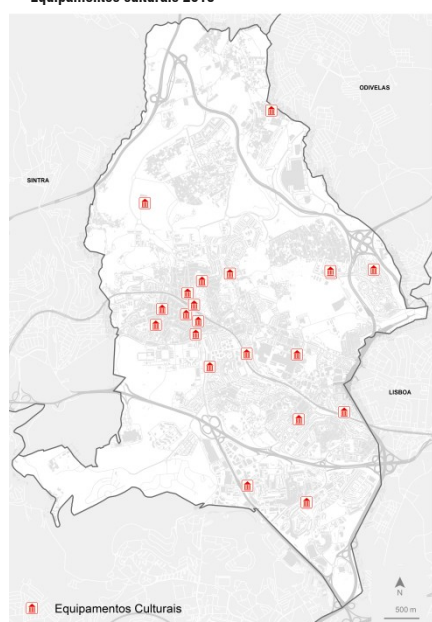 ODIVELAS
SINTRA
LISBOA
N
Equipamentos Culturais
500 m